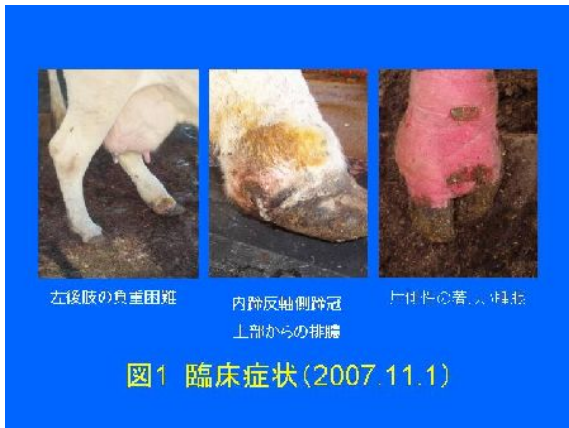 左後肢の負重困難
内蹄反軸側蹄冠
上部からの排膿
の著しい腫脹
図1 臨床症状(2007.11.1)